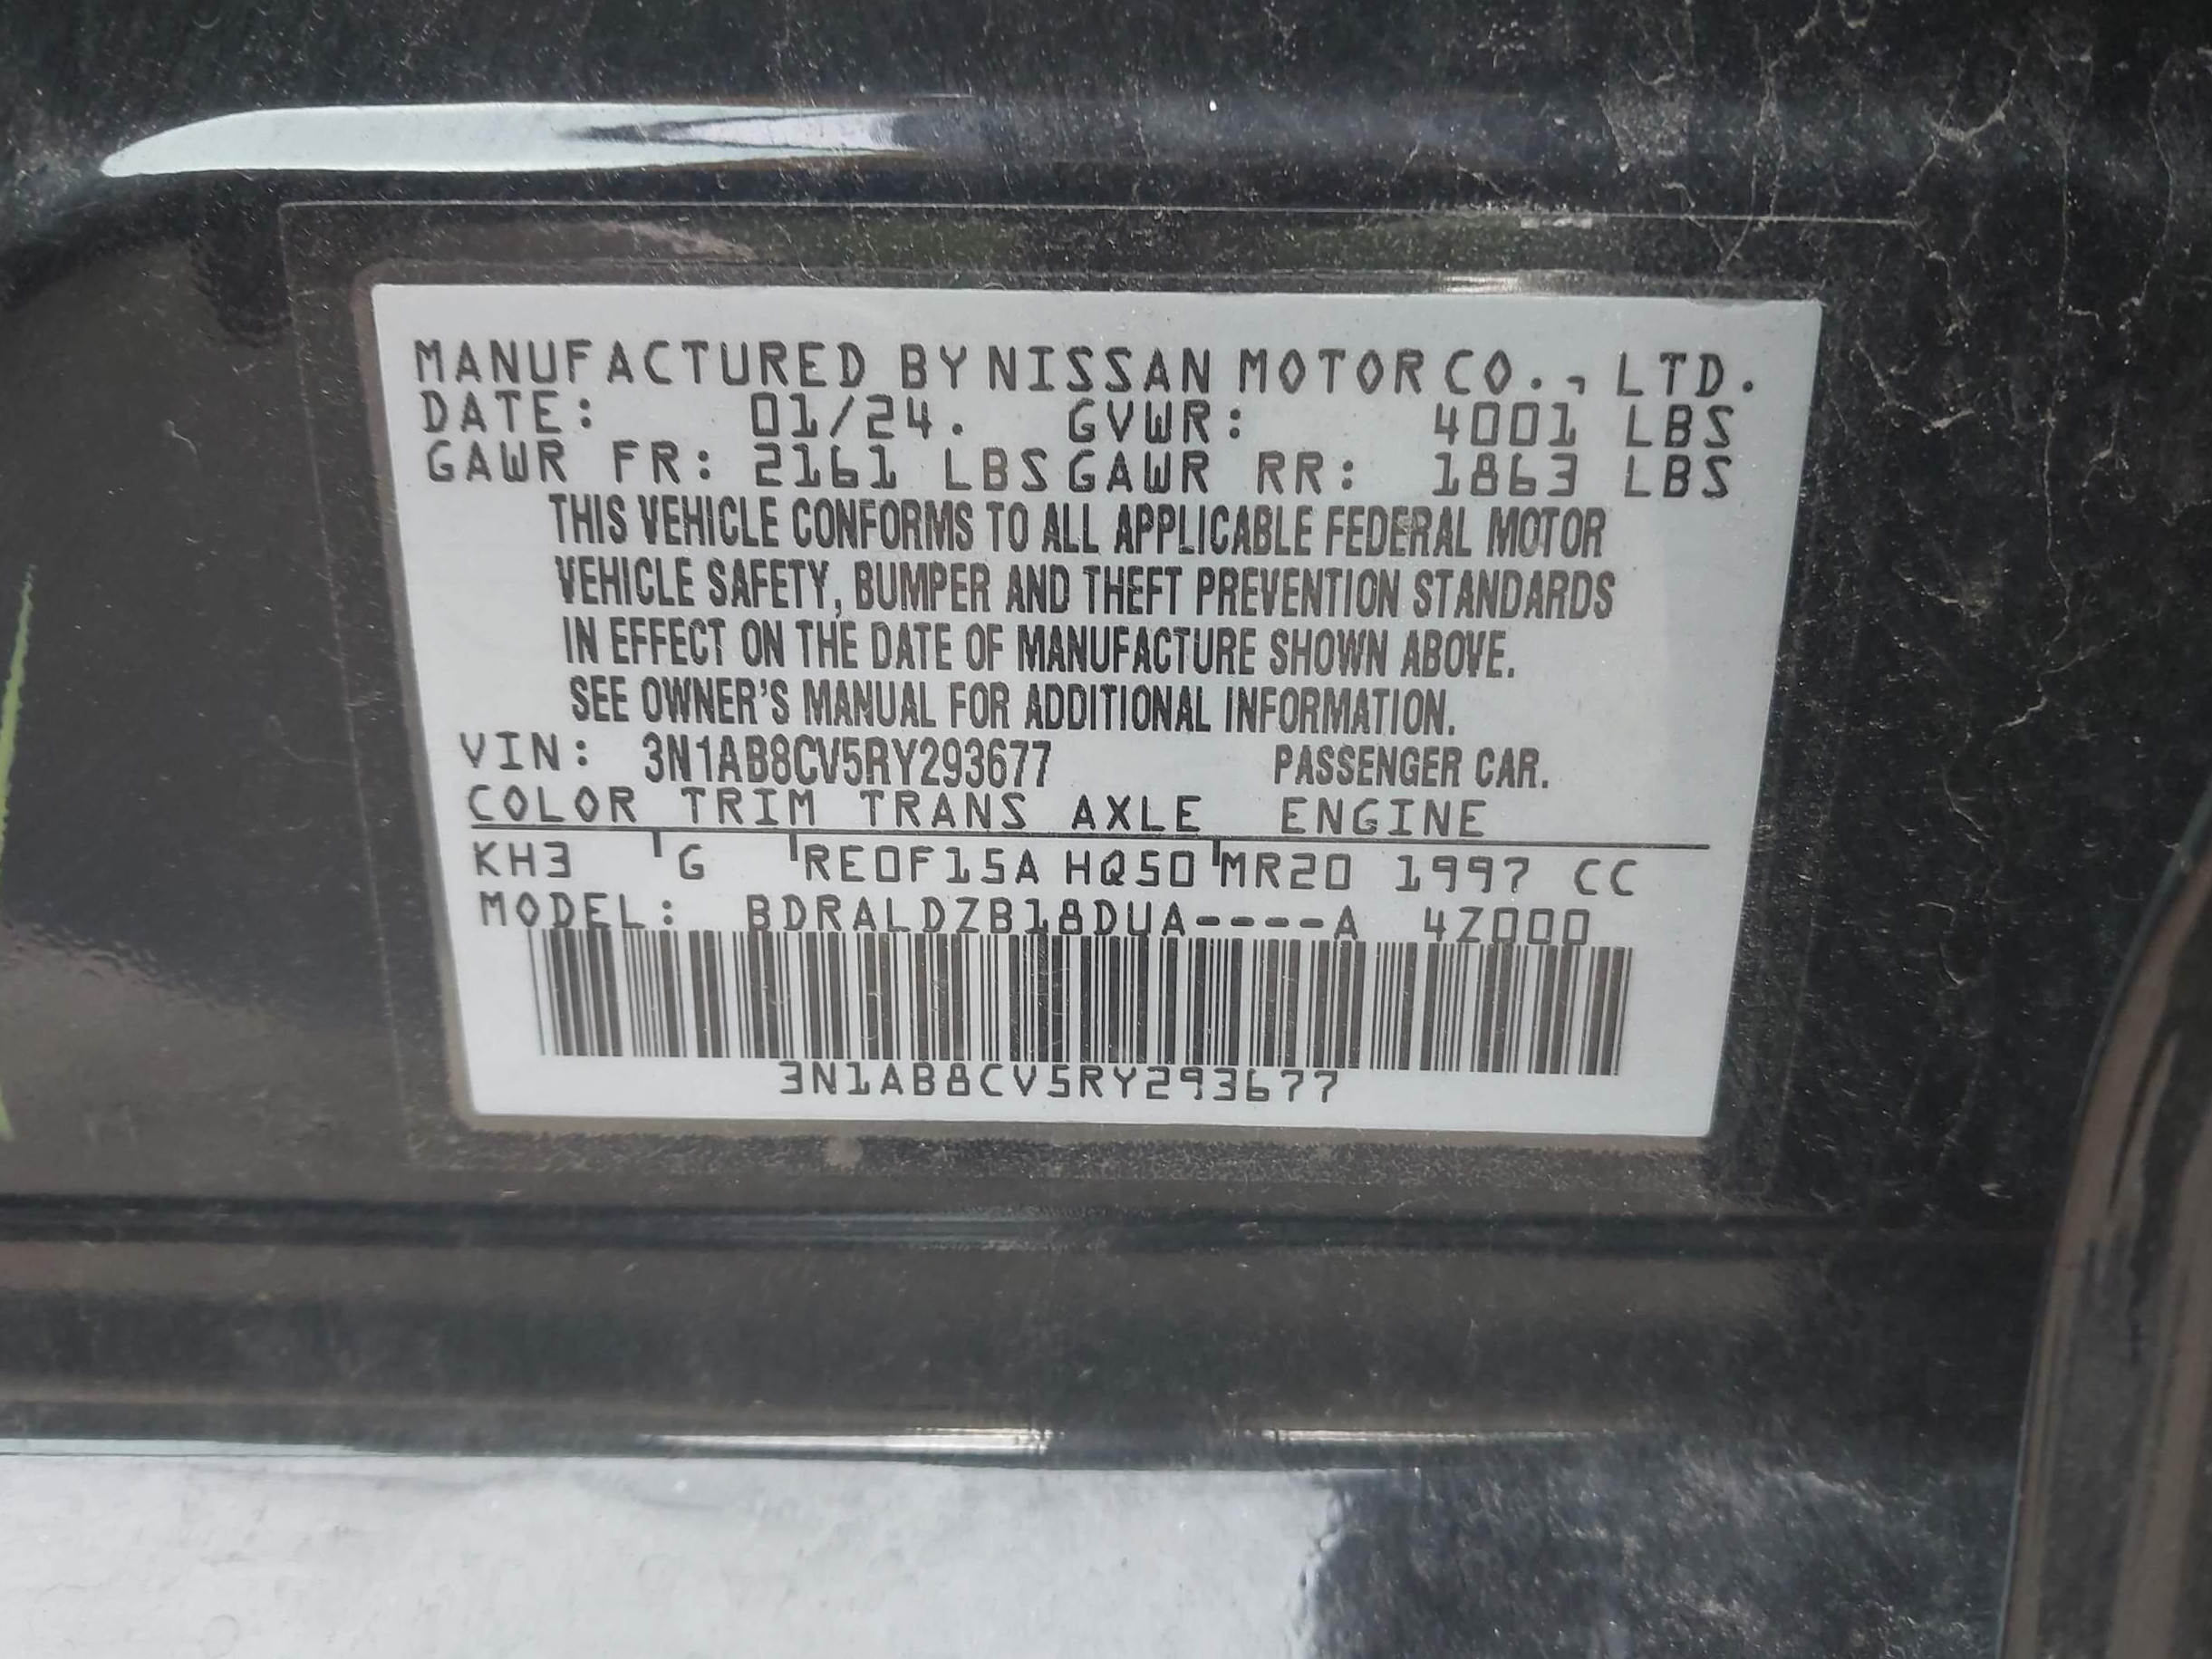 MANUFACTURED BY NISSAN MOTOR CO., LTD.
DATE: 01/24. GVWR: 4001 LBS
GAWR FR: 2161 LBS GAWR RR: 1863 LBS
THIS VEHICLE CONFORMS TO ALL APPLICABLE FEDERAL MOTOR
VEHICLE SAFETY, BUMPER AND THEFT PREVENTION STANDARDS
IN EFFECT ON THE DATE OF MANUFACTURE SHOWN ABOVE.
SEE OWNER'S MANUAL FOR ADDITIONAL INFORMATION.
VIN: 3N1AB8CV5RY293677 PASSENGER CAR.
COLOR TRIM TRANS AXLE ENGINE
KH3 G RE0F15A HQ50 MR20 1997 CC
MODEL: BDRALDZB18DUA----A 4Z000
3N1AB8CV5RY293677